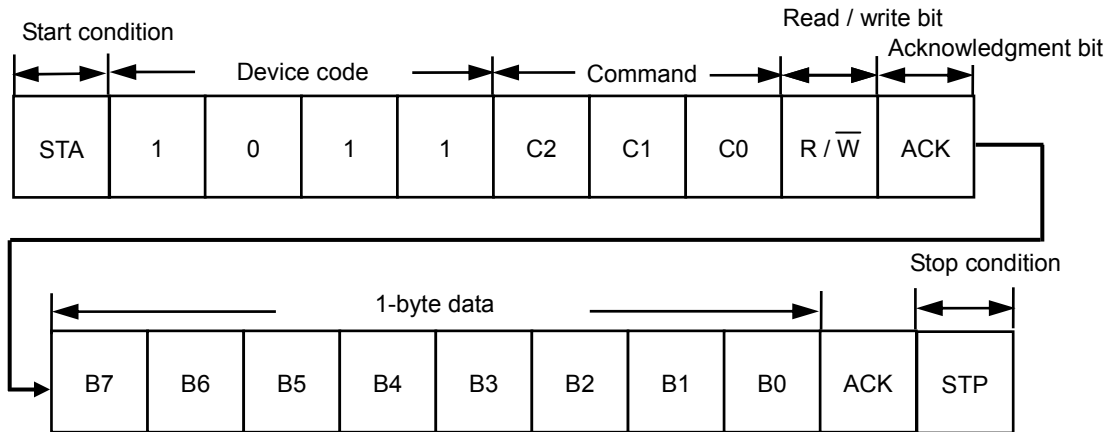 Read / write bit
Start condition
Acknowledgment bit
Device code
Command
STA 1 0 1 1 C2 C1 C0 R / W̅ ACK
Stop condition
1-byte data
B7 B6 B5 B4 B3 B2 B1 B0 ACK STP